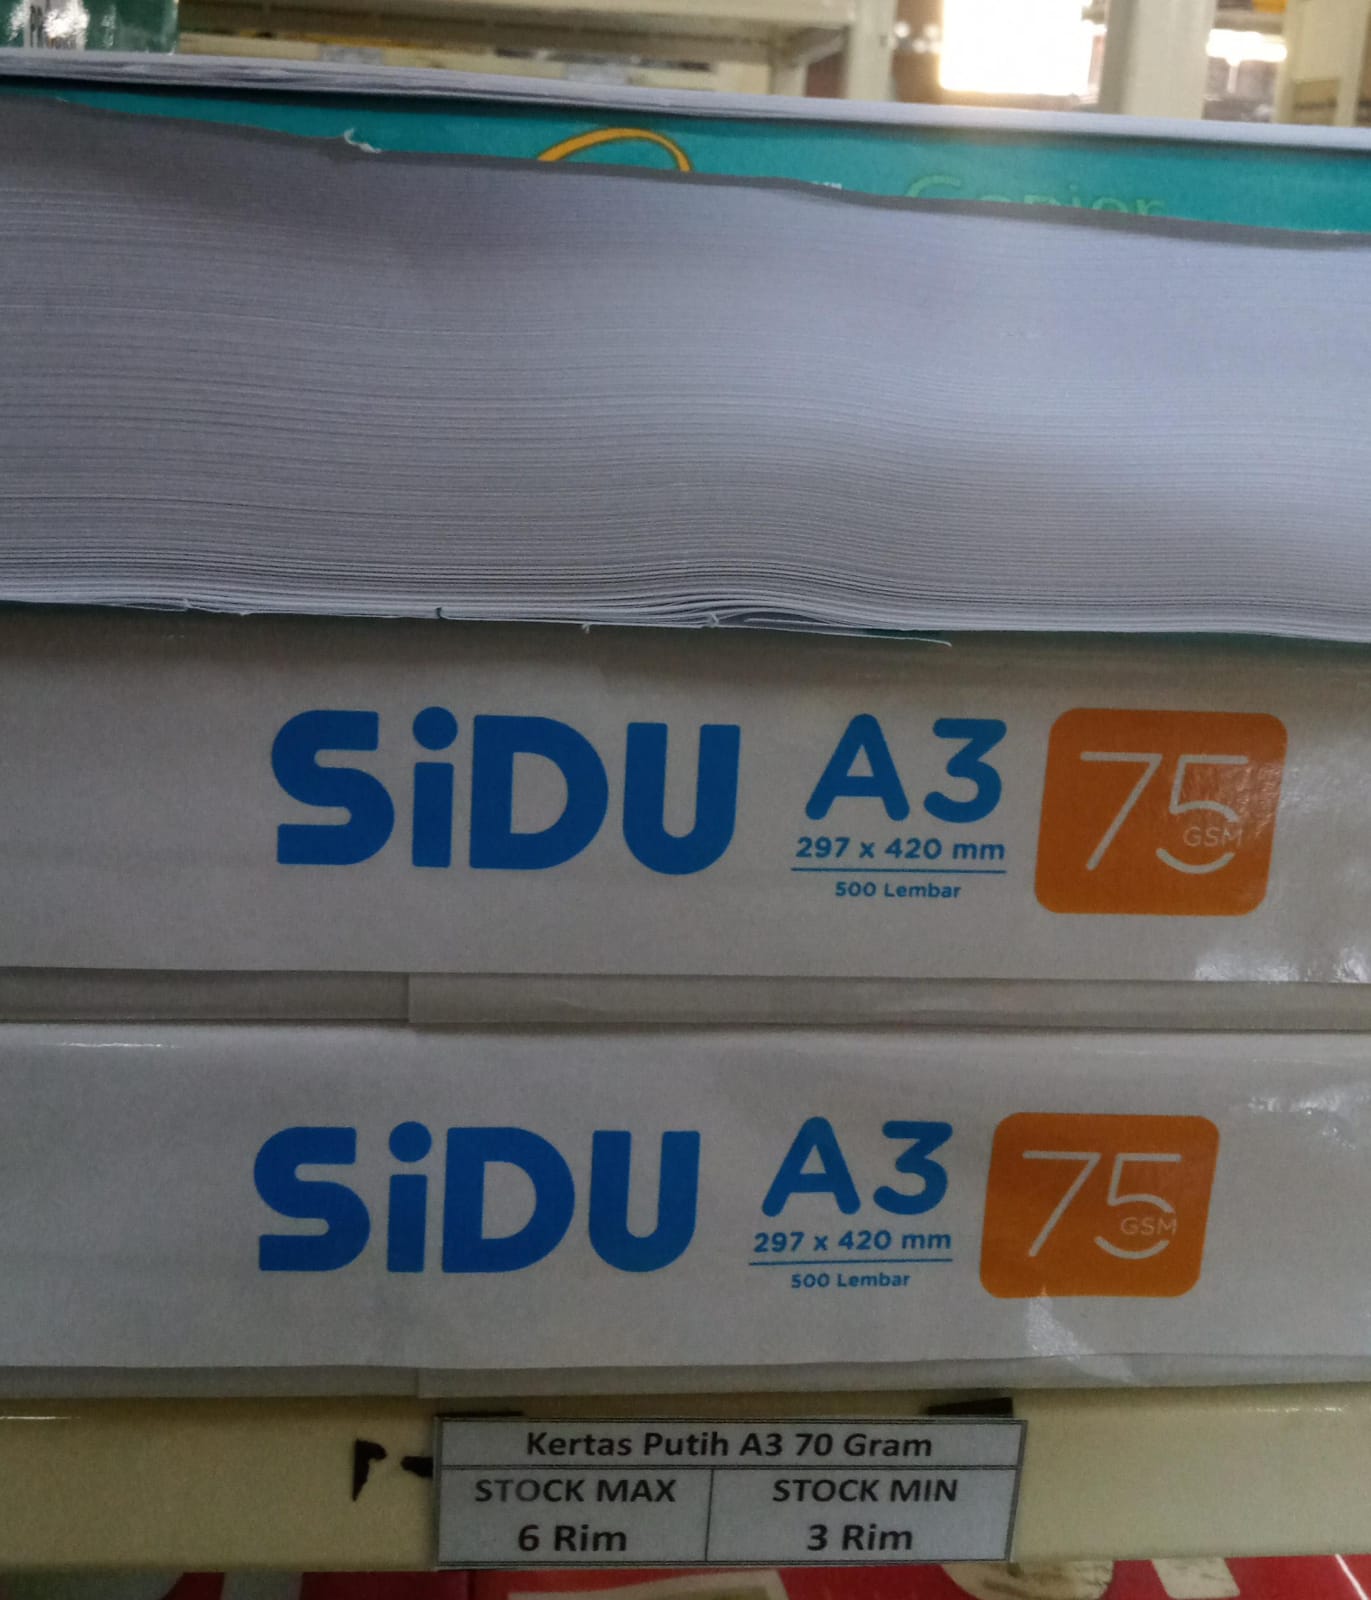 Copier
SiDU A3 75
GSM
297 x 420 mm
500 Lembar
SiDU A3 75
GSM
297 x 420 mm
500 Lembar
Kertas Putih A3 70 Gram
STOCK MAX STOCK MIN
6 Rim 3 Rim